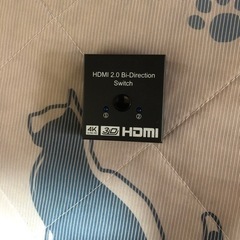 HDMI 2.0 Bi-Direction
Switch
① ②
4K 3D HDMI